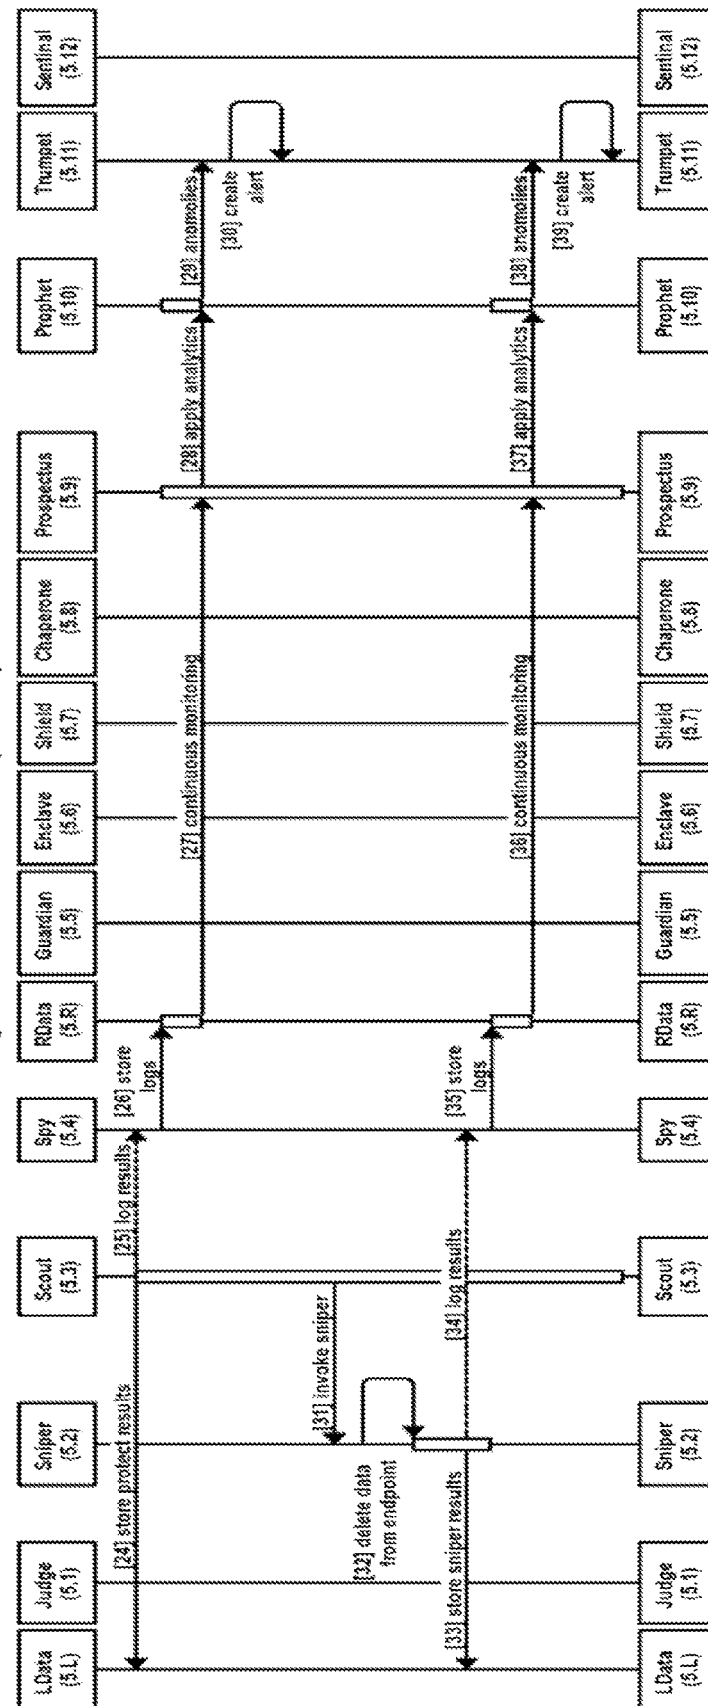 LData
(5.L)
Judge
(5.1)
Sniper
(5.2)
Scout
(5.3)
Spy
(5.4)
RData
(5.R)
Guardian
(5.5)
Enclave
(5.6)
Shield
(5.7)
Chaperone
(5.8)
Prospectus
(5.9)
Prophet
(5.10)
Trumpet
(5.11)
Sentinal
(5.12)
[24] store protect results
[25] log results
[26] store
logs
[27] continuous monitoring
[28] apply analytics
[29] anomolies
[30] create
alert
[31] invoke sniper
[32] delete data
from endpoint
[33] store sniper results
[34] log results
[35] store
logs
[36] continuous monitoring
[37] apply analytics
[38] anomolies
[39] create
alert
LData
(5.L)
Judge
(5.1)
Sniper
(5.2)
Scout
(5.3)
Spy
(5.4)
RData
(5.R)
Guardian
(5.5)
Enclave
(5.6)
Shield
(5.7)
Chaperone
(5.8)
Prospectus
(5.9)
Prophet
(5.10)
Trumpet
(5.11)
Sentinal
(5.12)